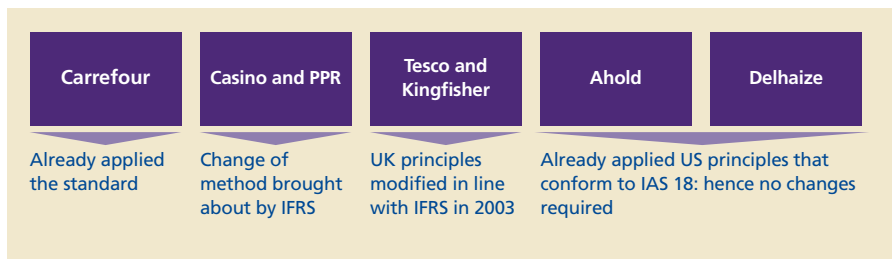 Carrefour
Casino and PPR
Tesco and
Kingfisher
Ahold
Delhaize
Already applied
the standard
Change of
method brought
about by IFRS
UK principles
modified in line
with IFRS in 2003
Already applied US principles that
conform to IAS 18: hence no changes
required